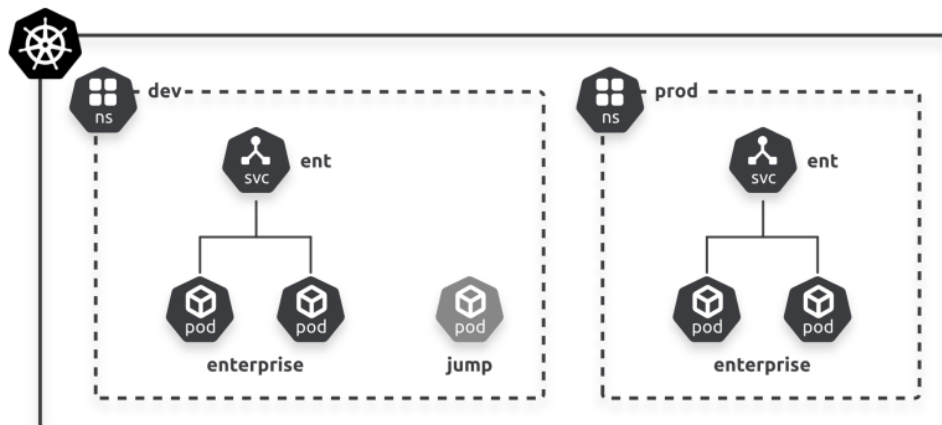 dev
prod
ns
ns
ent
ent
svc
svc
pod
pod
pod
pod
pod
enterprise
jump
enterprise